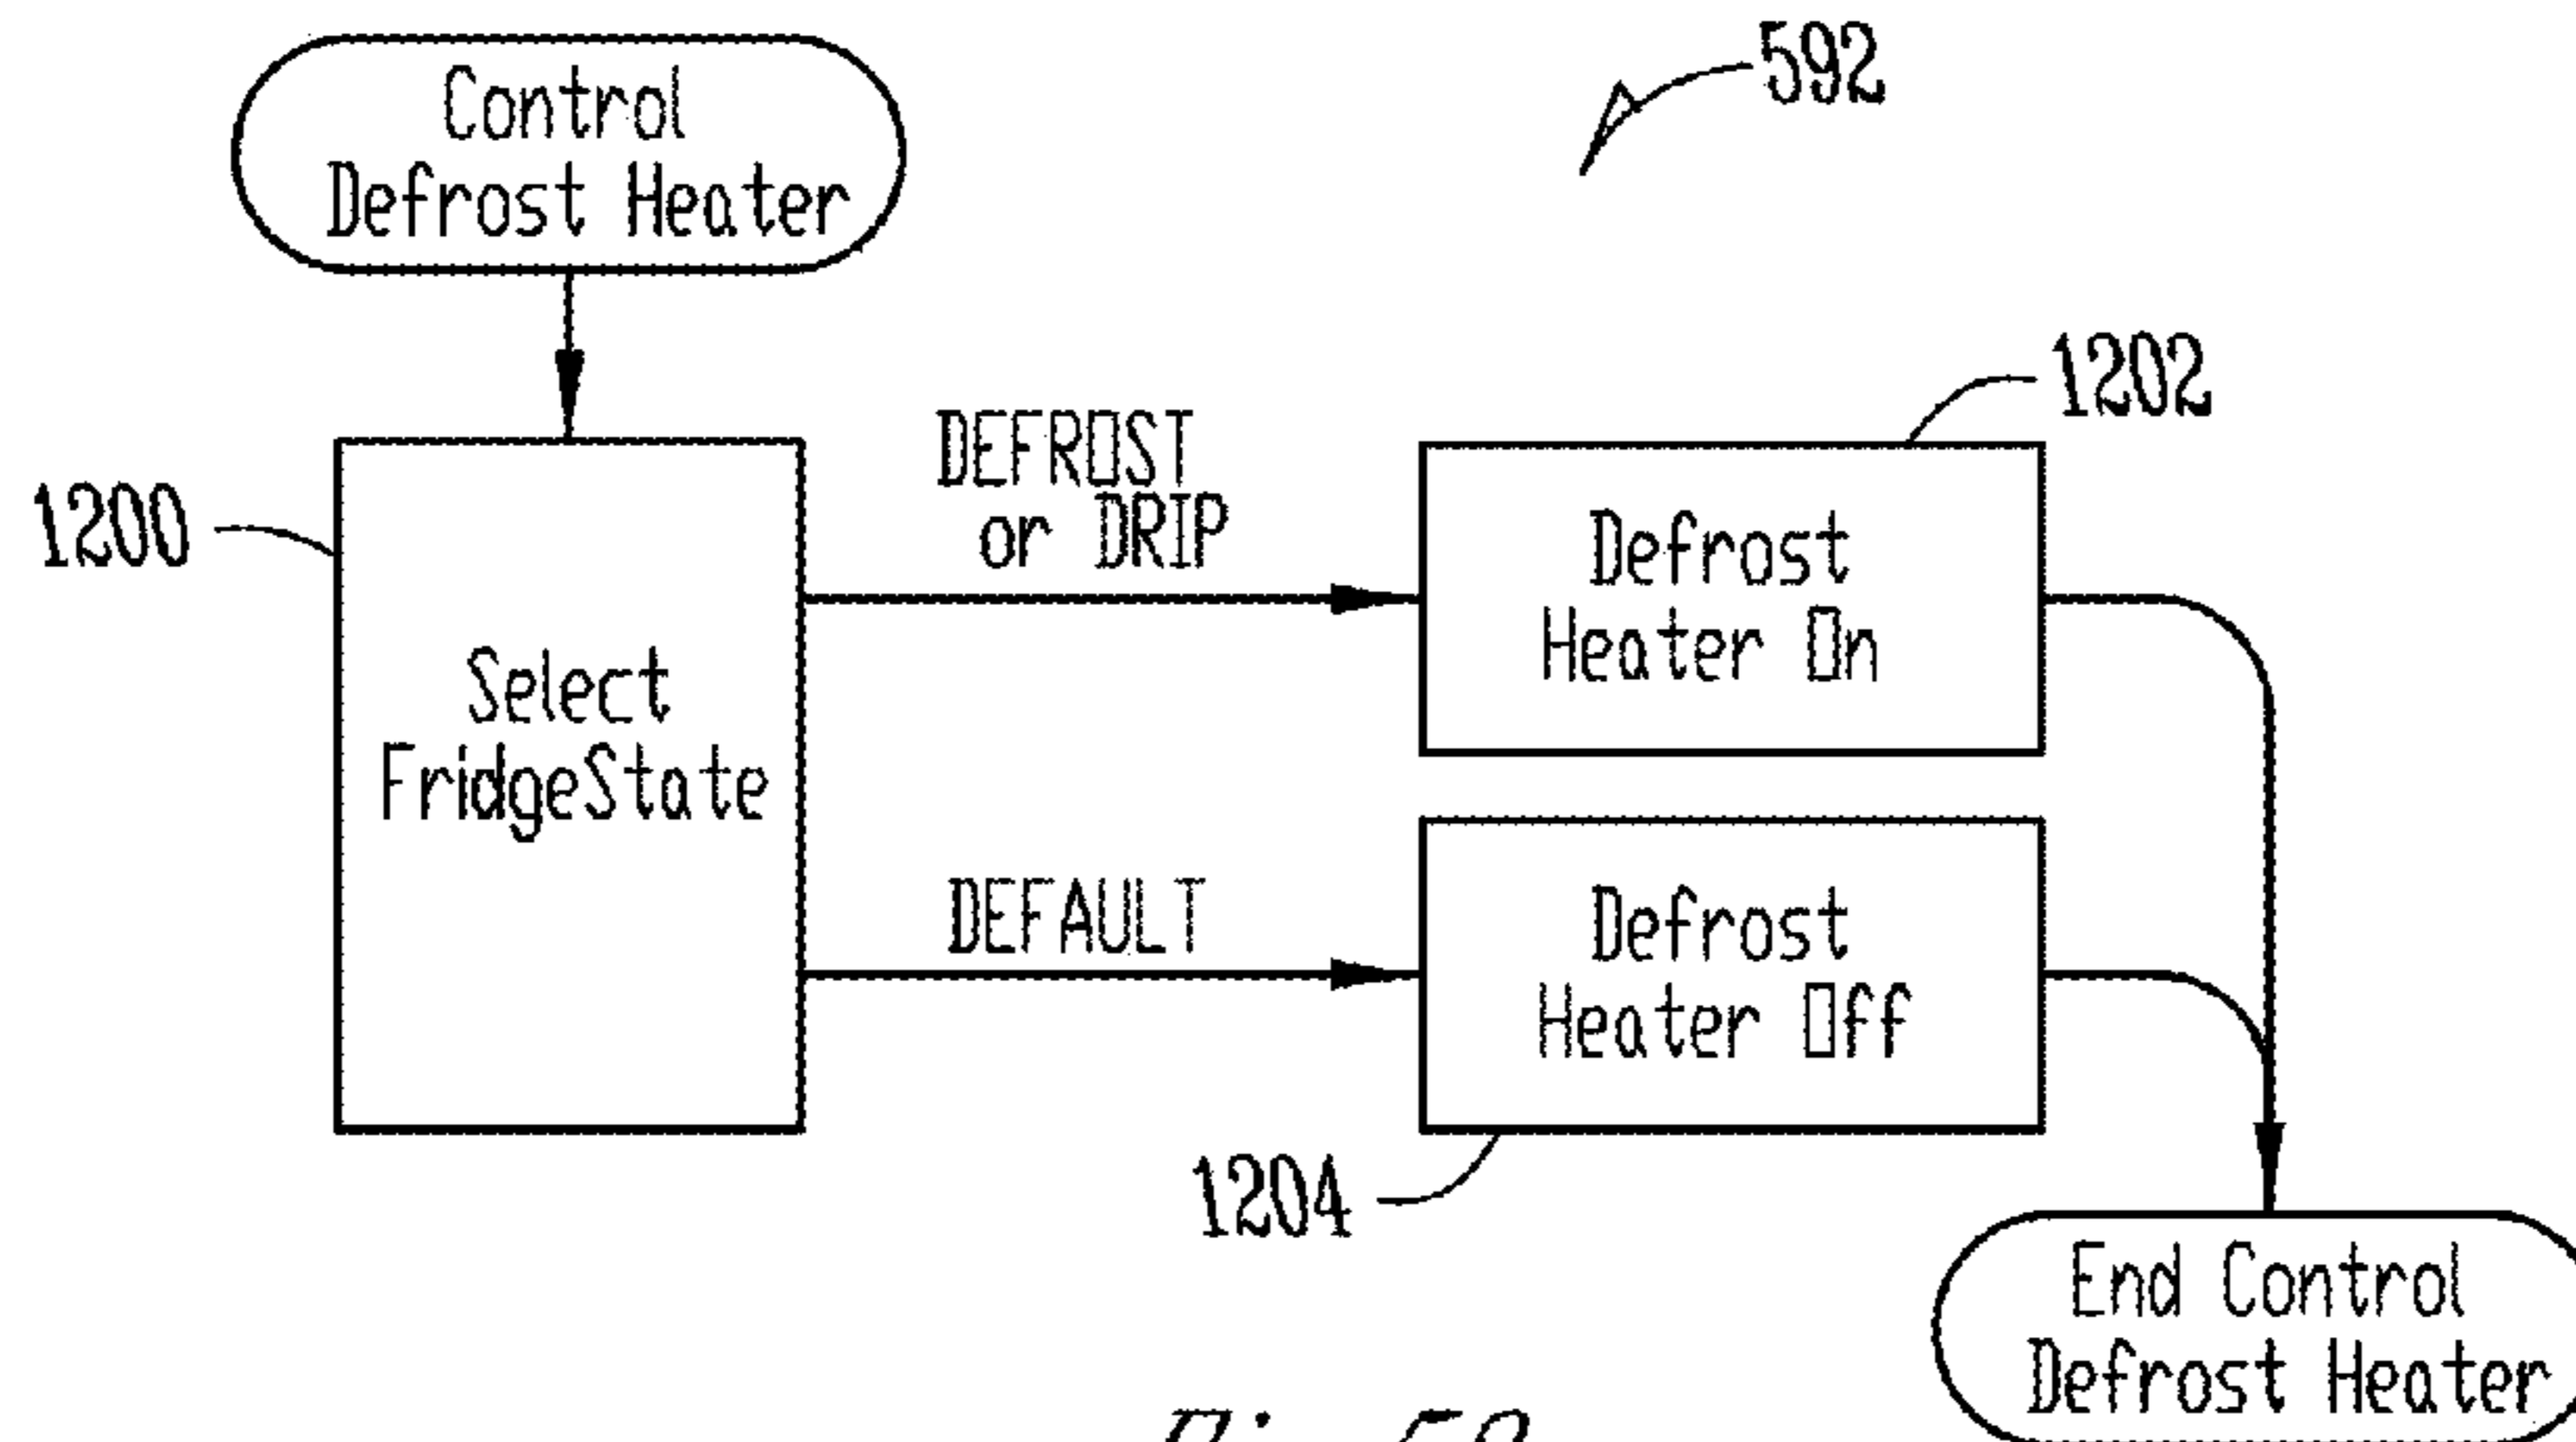 Control
Defrost Heater
592
1200
Select
FridgeState
DEFROST
or DRIP
1202
Defrost
Heater On
DEFAULT
Defrost
Heater Off
1204
End Control
Defrost Heater